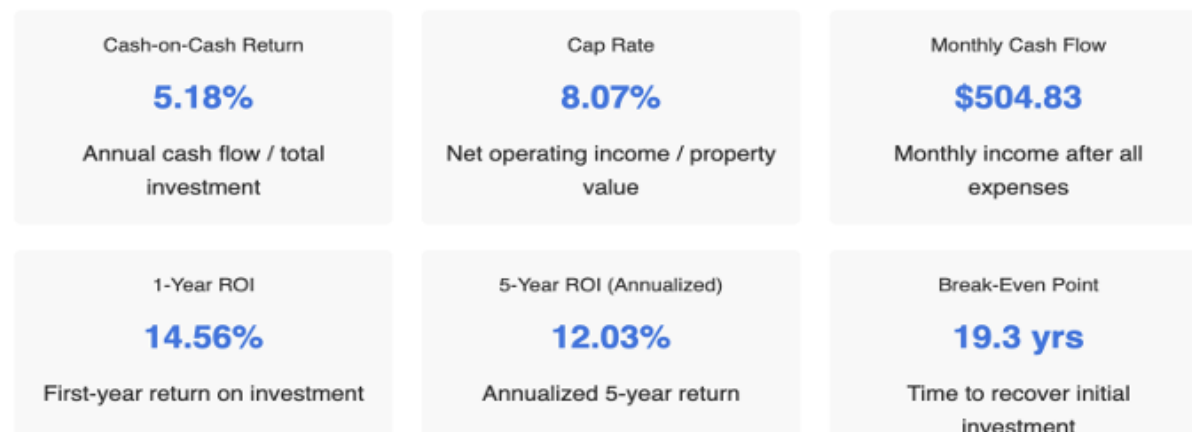 Cash-on-Cash Return
5.18%
Annual cash flow / total
investment
Cap Rate
8.07%
Net operating income / property
value
Monthly Cash Flow
$504.83
Monthly income after all
expenses
1-Year ROI
14.56%
First-year return on investment
5-Year ROI (Annualized)
12.03%
Annualized 5-year return
Break-Even Point
19.3 yrs
Time to recover initial
investment